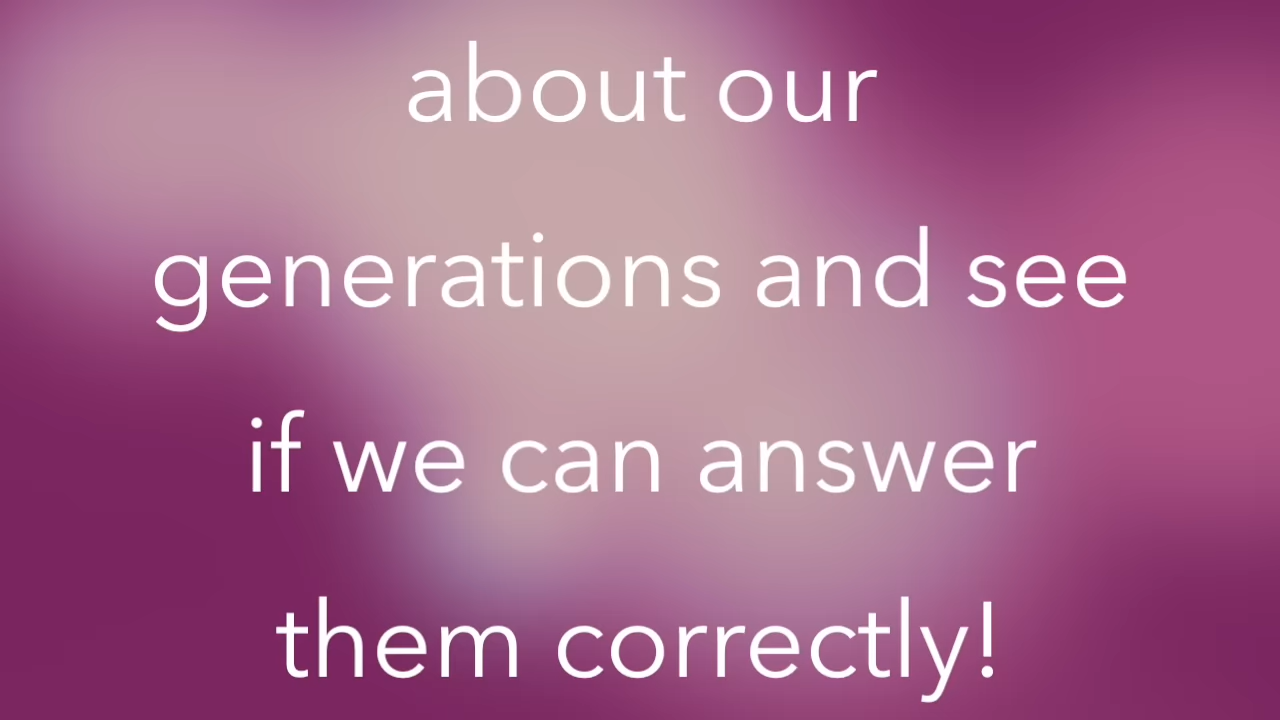 about our
generations and see
if we can answer
them correctly!